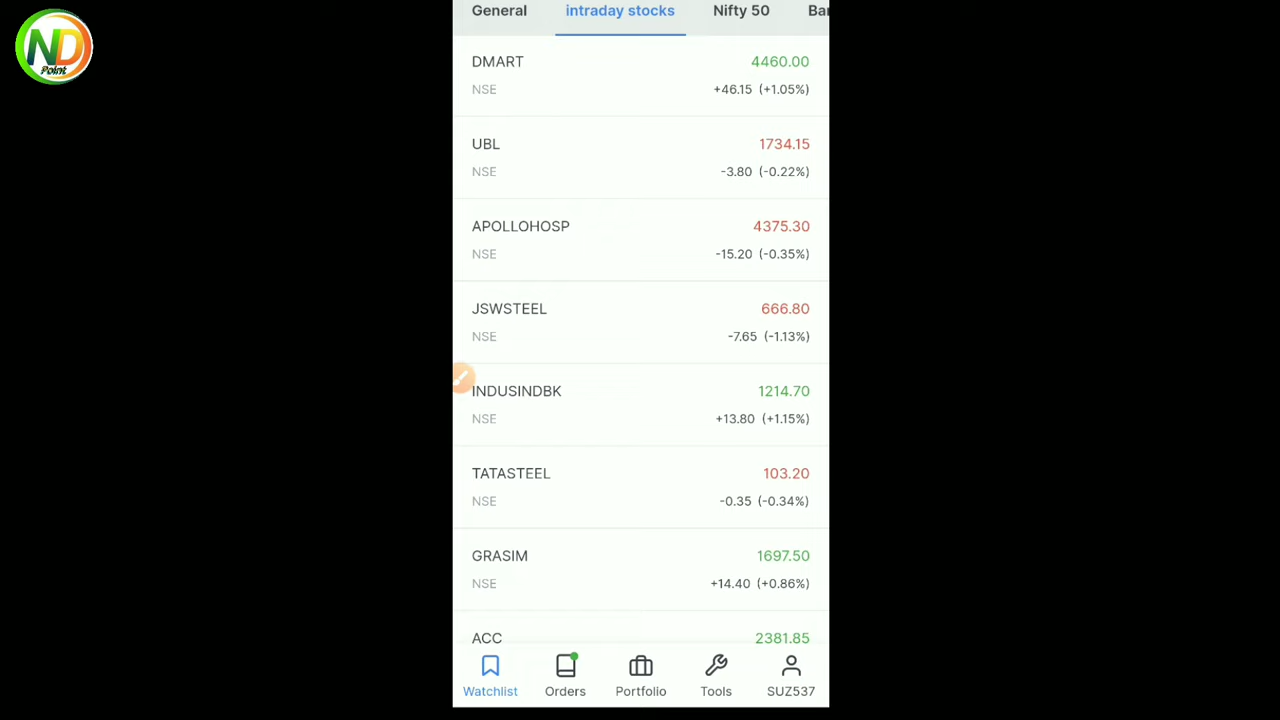 ND
Point
General intraday stocks Nifty 50
DMART 4460.00
NSE +46.15 (+1.05%)
UBL 1734.15
NSE -3.80 (-0.22%)
APOLLOHOSP 4375.30
NSE -15.20 (-0.35%)
JSWSTEEL 666.80
NSE -7.65 (-1.13%)
INDUSINDBK 1214.70
NSE +13.80 (+1.15%)
TATASTEEL 103.20
NSE -0.35 (-0.34%)
GRASIM 1697.50
NSE +14.40 (+0.86%)
ACC 2381.85
Watchlist Orders Portfolio Tools SUZ537